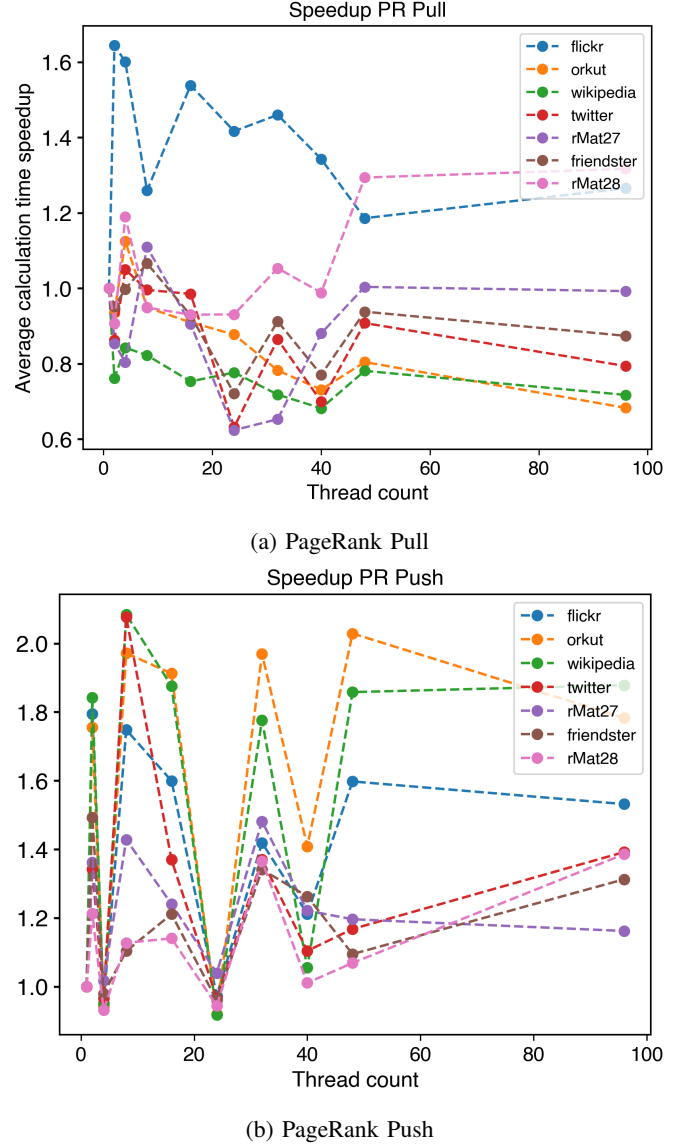 Speedup PR Pull
flickr
orkut
wikipedia
twitter
rMat27
friendster
rMat28
Average calculation time speedup
1.6
1.4
1.2
1.0
0.8
0.6
0 20 40 60 80 100
Thread count
(a) PageRank Pull
Speedup PR Push
flickr
orkut
wikipedia
twitter
rMat27
friendster
rMat28
2.0
1.8
1.6
1.4
1.2
1.0
0 20 40 60 80 100
Thread count
(b) PageRank Push